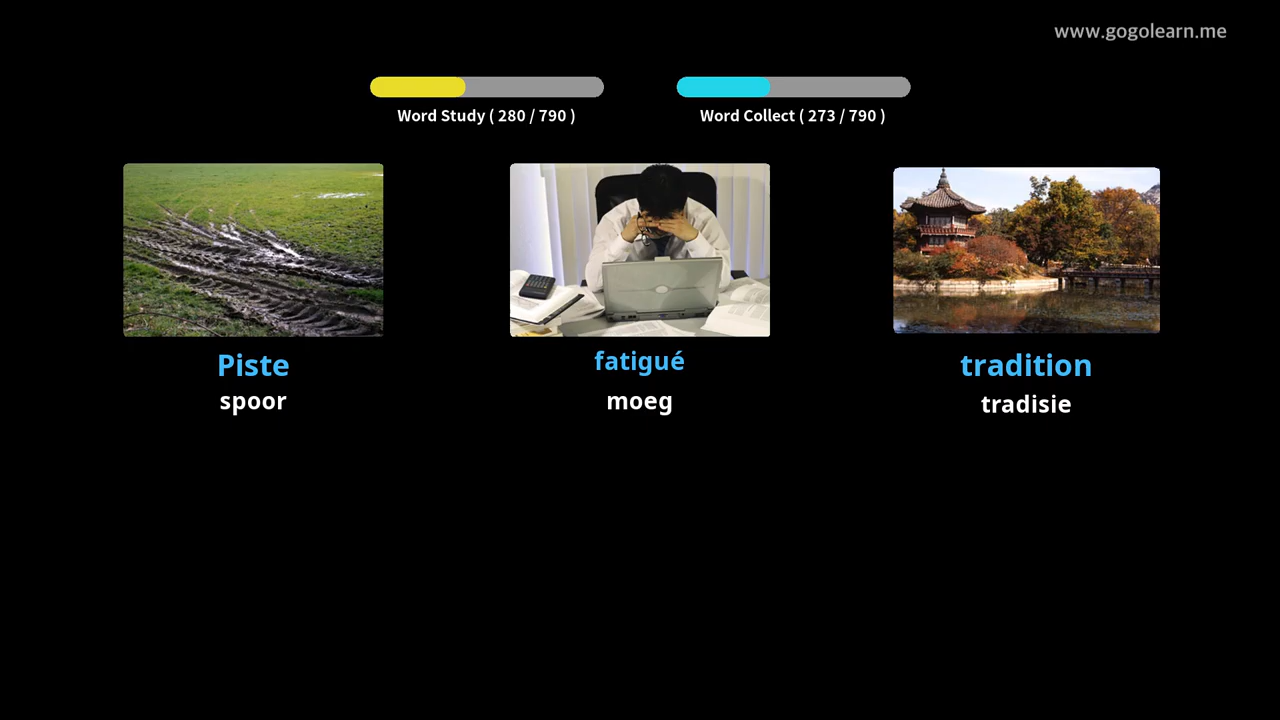 www.gogolearn.me
Word Study ( 280 / 790 )
Word Collect ( 273 / 790 )
Piste
spoor
fatigué
moeg
tradition
tradisie